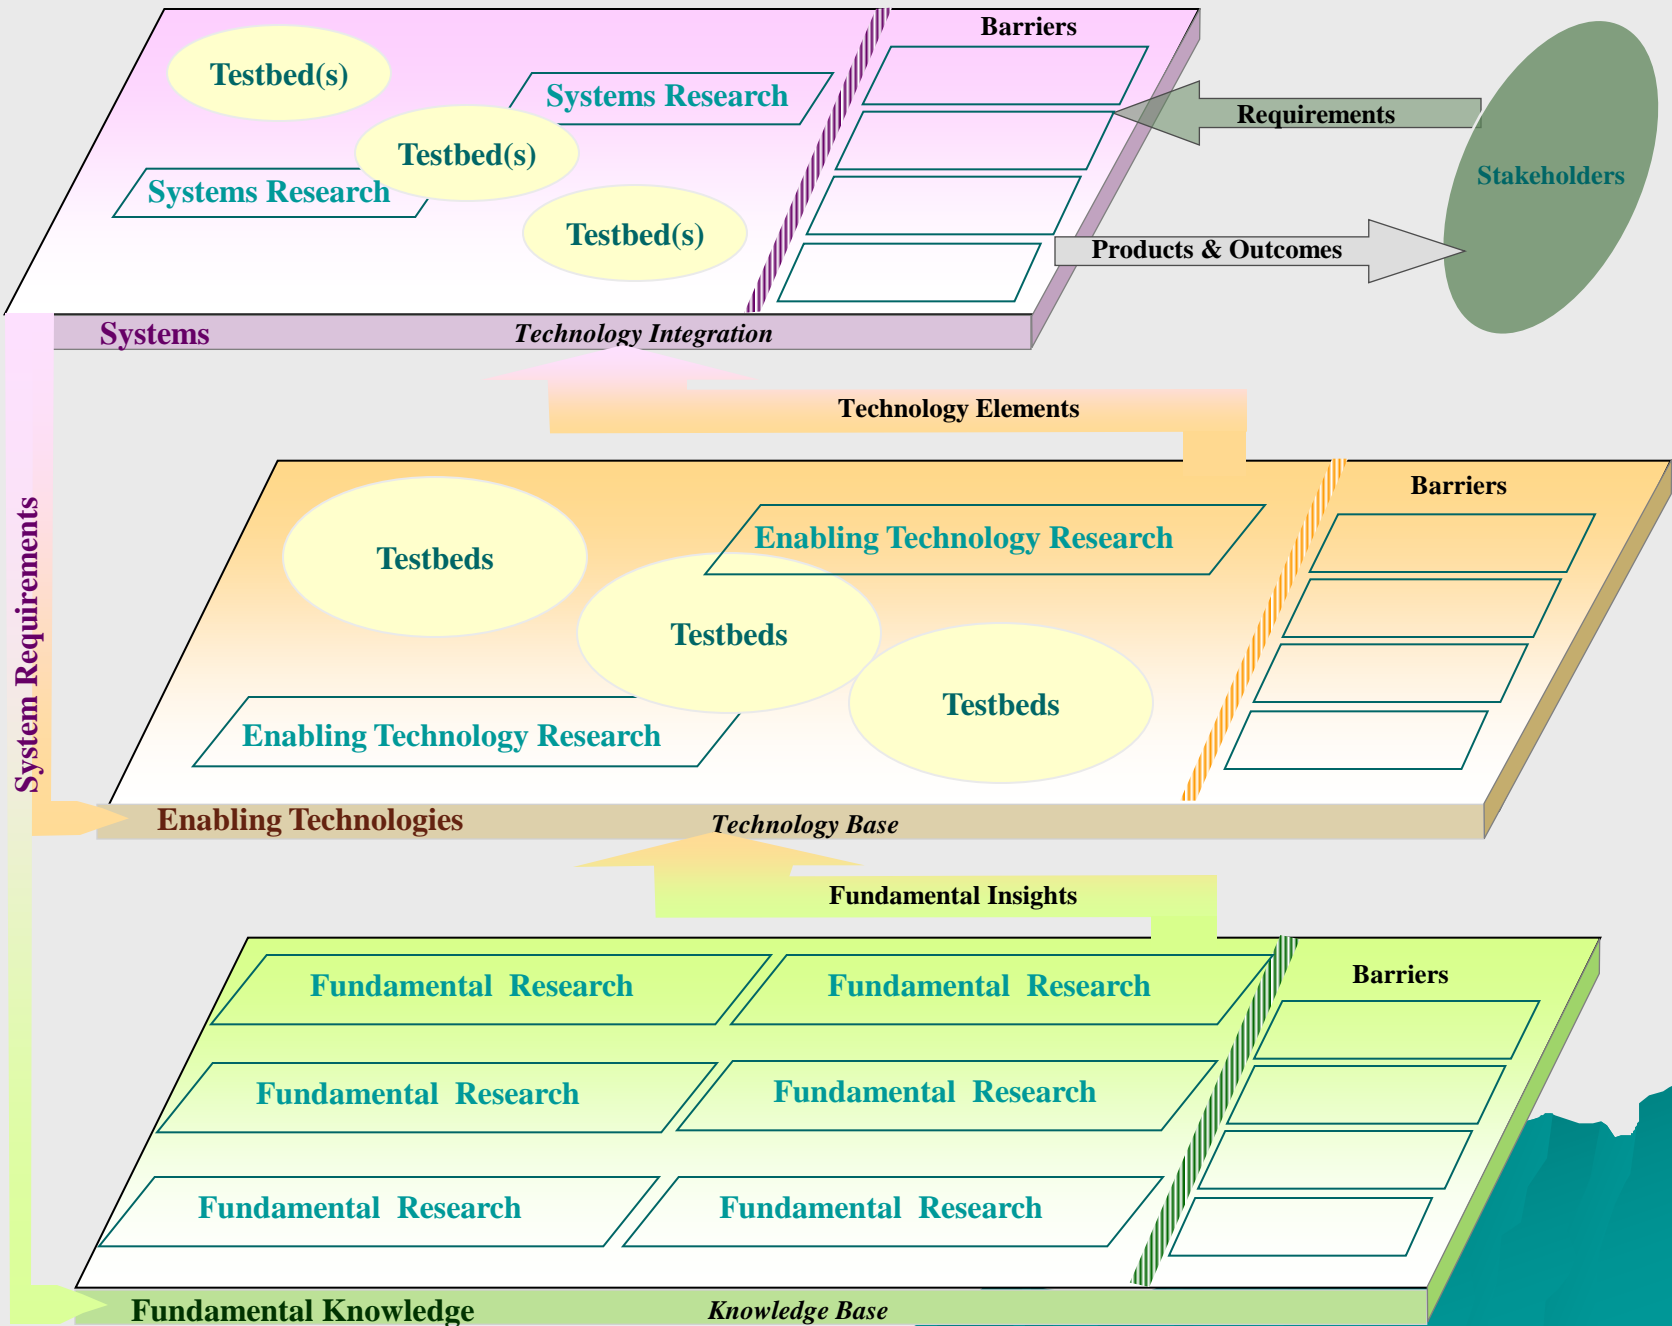 Barriers
Testbed(s)
Systems Research
Requirements
Testbed(s)
Stakeholders
Systems Research
Testbed(s)
Products & Outcomes
Systems
Technology Integration
Technology Elements
System Requirements
Barriers
Enabling Technology Research
Testbeds
Testbeds
Testbeds
Enabling Technology Research
Enabling Technologies
Technology Base
Fundamental Insights
Barriers
Fundamental Research
Fundamental Research
Fundamental Research
Fundamental Research
Fundamental Research
Fundamental Research
Fundamental Knowledge
Knowledge Base